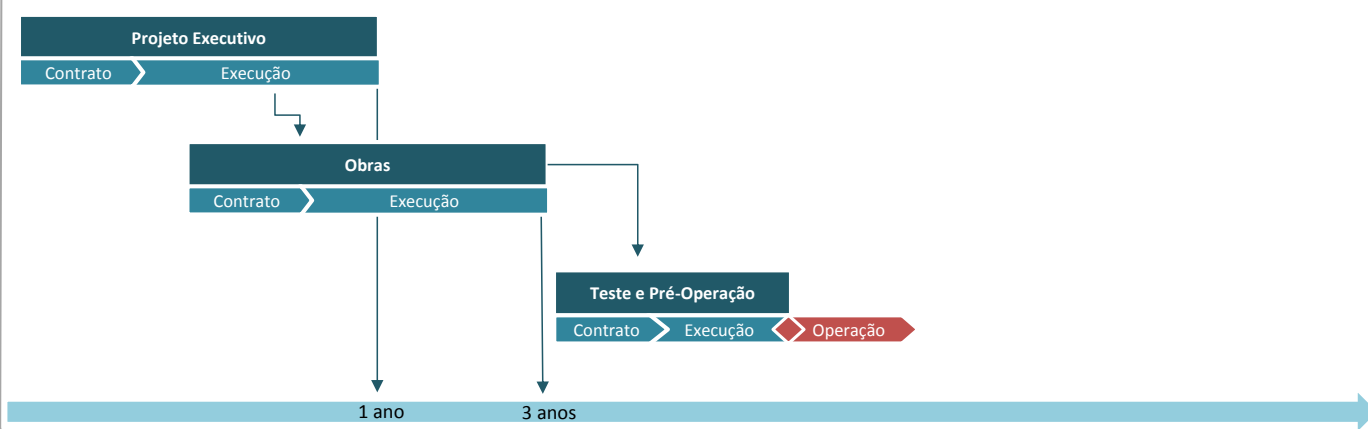 Projeto Executivo
Contrato Execução
Obras
Contrato Execução
Teste e Pré-Operação
Contrato Execução Operação
1 ano 3 anos